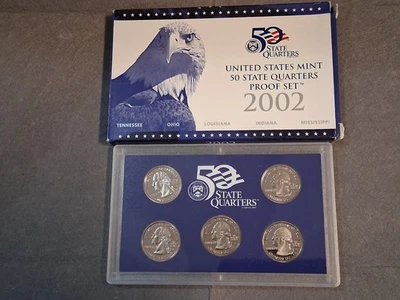 50
STATE
QUARTERS
UNITED STATES MINT
50 STATE QUARTERS
PROOF SET™
2002
TENNESSEE OHIO LOUISIANA INDIANA MISSISSIPPI
50
STATE
QUARTERS